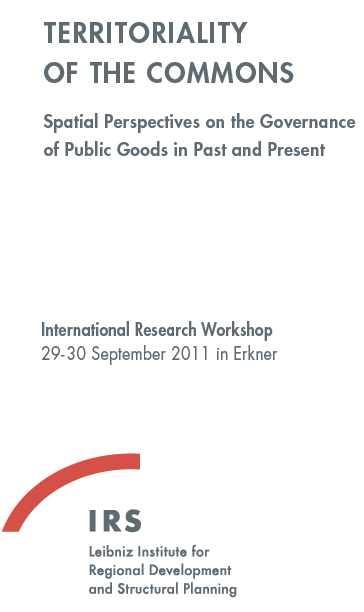 TERRITORIALITY
OF THE COMMONS
Spatial Perspectives on the Governance
of Public Goods in Past and Present
International Research Workshop
29-30 September 2011 in Erkner
IRS
Leibniz Institute for
Regional Development
and Structural Planning